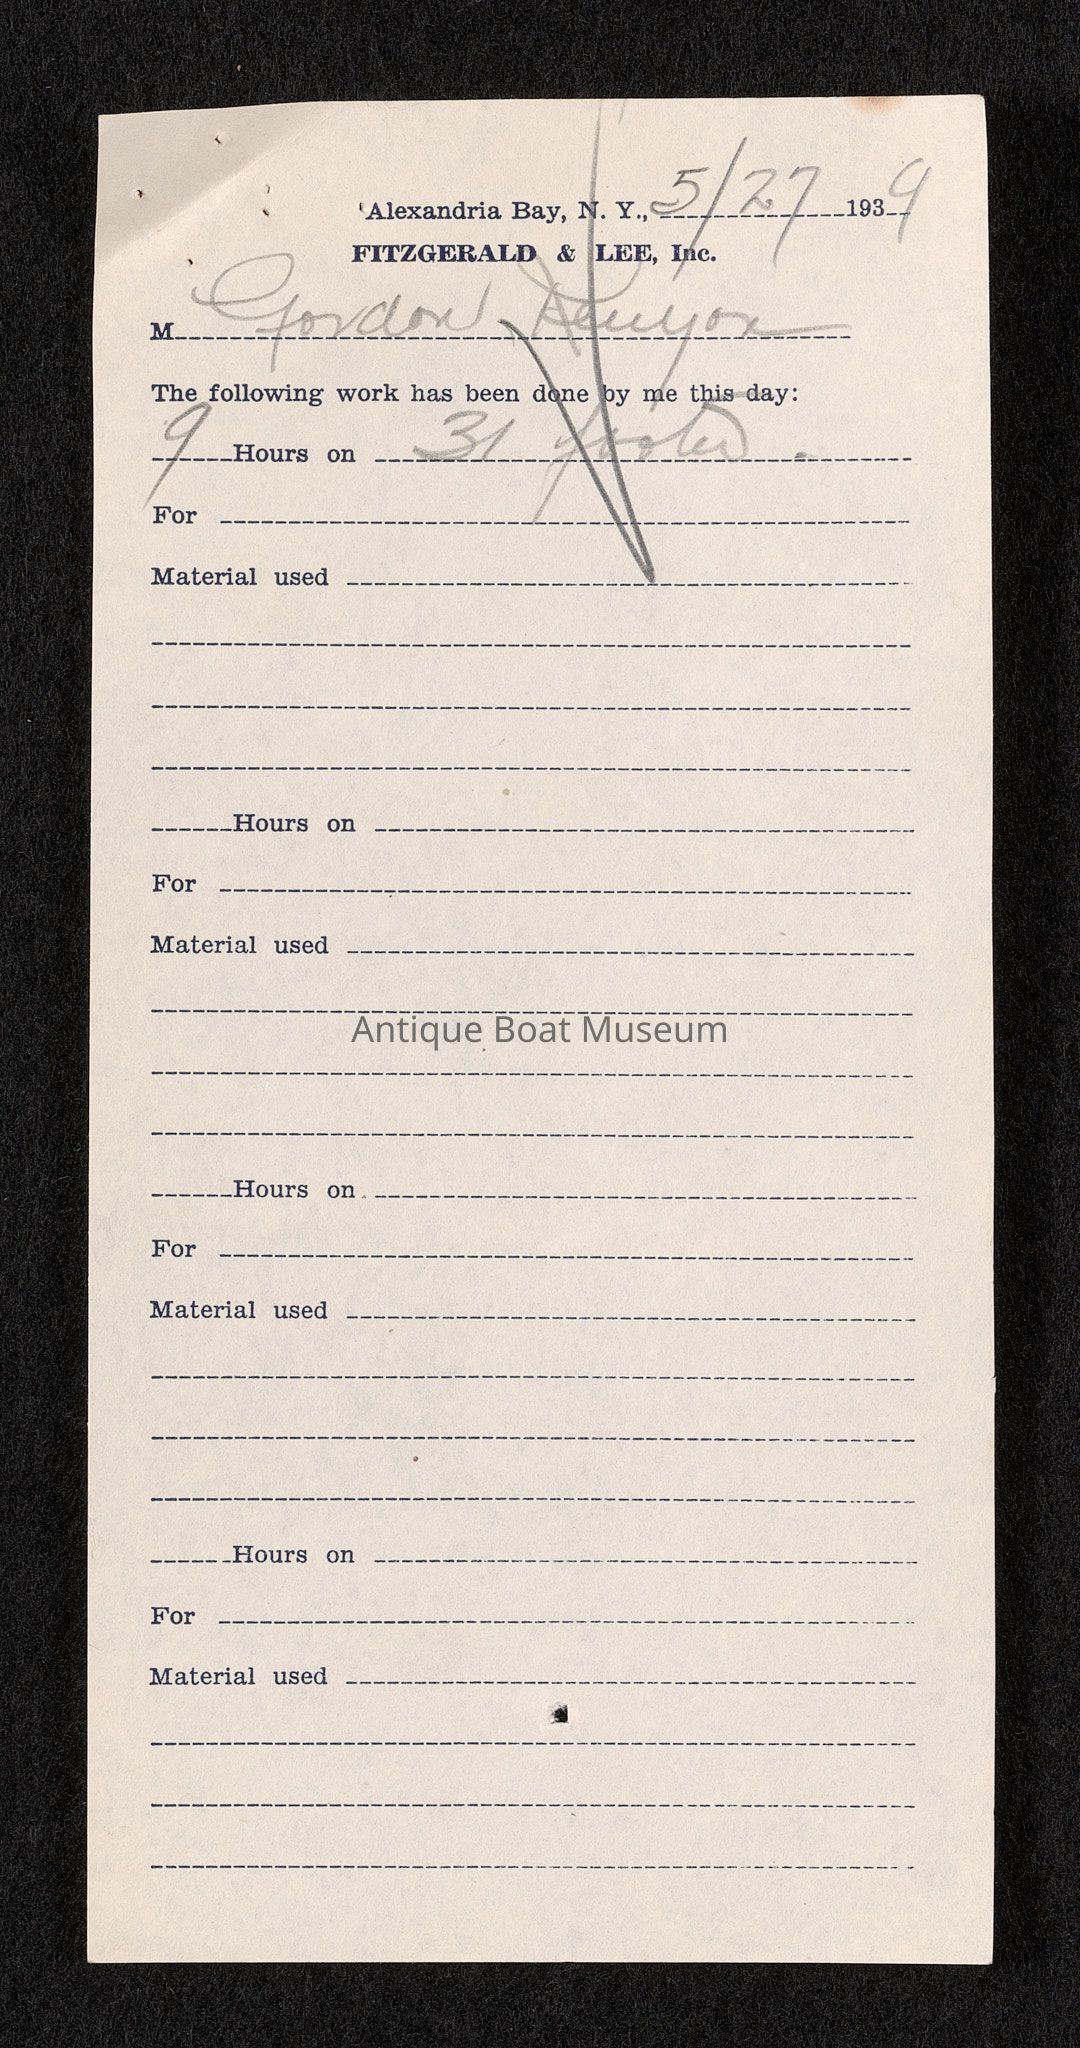 Alexandria Bay, N. Y., 5/27 1939
FITZGERALD & LEE, Inc.
M Gordon Kenyon
The following work has been done by me this day:
9 Hours on 31 footer.
For
Material used
Hours on
For
Material used
Antique Boat Museum
Hours on
For
Material used
Hours on
For
Material used